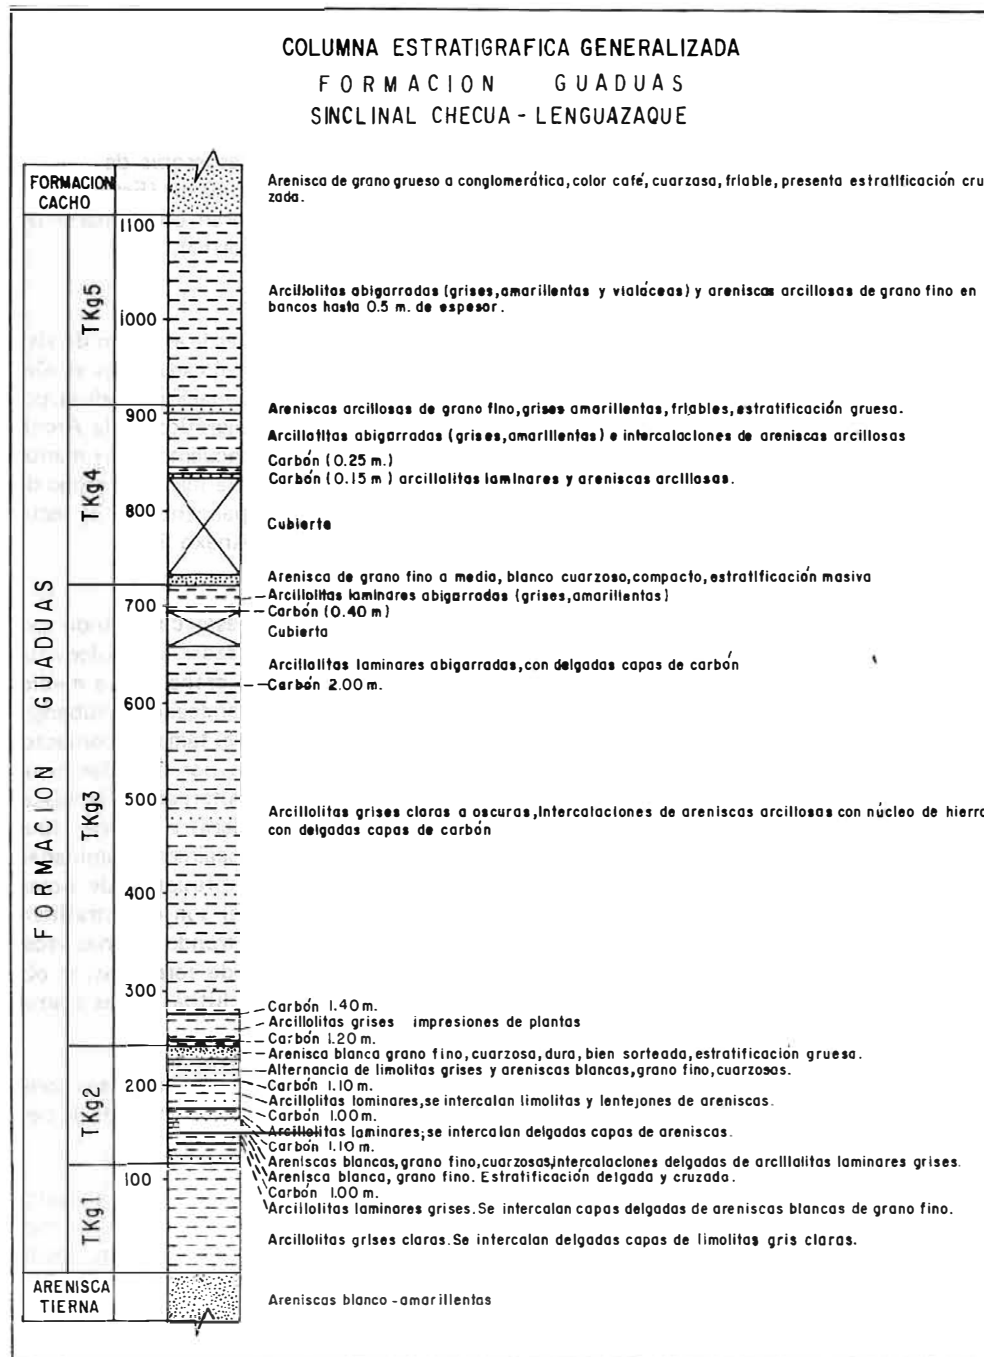 COLUMNA ESTRATIGRAFICA GENERALIZADA
FORMACION GUADUAS
SINCLINAL CHECUA - LENGUAZAQUE
FORMACION
CACHO
Arenisca de grano grueso a conglomerática, color café, cuarzasa, friable, presenta estratificación cru
zada.
1100
TKg5
Arcillolitas abigarradas (grises, amarillentas y vialáceas) y areniscas arcillosas de grano fino en
bancos hasta 0.5 m. de espesor.
1000
900
Areniscas arcillosas de grano fino, grises amarillentas, friables, estratificación gruesa.
Arcillatitas abigarradas (grises, amarillentas) e intercalaciones de areniscas arcillosas
Carbón (0.25 m.)
Carbón (0.15 m) arcillalitas laminares y areniscas arcillosas.
TKg4
800
Cubierta
Arenisca de grano fino a media, blanco cuarzoso, compacto, estratificación masiva
Arcillolitas laminares abigarradas (grises, amarillentas)
700
Carbón (0.40 m)
Cubierta
Arcillalitas laminares abigarradas, con delgadas capas de carbón
Carbón 2.00 m.
600
FORMACION GUADUAS
TKg3
500
Arcillolitas grises claras a oscuras, Intercalaciones de areniscas arcillosas con núcleo de hierro
con delgadas capas de carbón
400
300
Carbón 1.40 m.
Arcillolitas grises impresiones de plantas
Carbón 1.20 m.
Arenisca blanca grano fino, cuarzosa, dura, bien sorteada, estratificación gruesa.
Alternancia de limolitas grises y areniscas blancas, grano fino, cuarzosas.
200
Carbón 1.10 m.
TKg2
Arcillolitas lominares, se intercalan limolitas y lentejones de areniscas.
Carbón 1.00 m.
Arcillolitas laminares; se intercalan delgadas capas de areniscas.
Carbón 1.10 m.
Areniscas blancas, grano fino, cuarzosas, intercalaciones delgadas de arcillalitas laminares grises.
100
Arenisca blanca, grano fino. Estratificación delgada y cruzada.
Carbón 1.00 m.
TKg1
Arcillolitas laminares grises. Se intercalan capas delgadas de areniscas blancas de grano fino.
Arcillolitas grises claras. Se intercalan delgadas capas de limolitas gris claras.
ARENISCA
TIERNA
Areniscas blanco - amarillentas